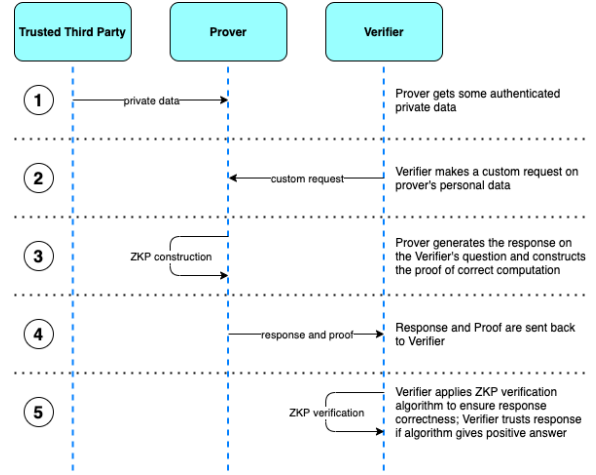 Trusted Third Party
Prover
Verifier
1
private data
Prover gets some authenticated
private data
2
custom request
Verifier makes a custom request on
prover's personal data
3
ZKP construction
Prover generates the response on
the Verifier's question and constructs
the proof of correct computation
4
response and proof
Response and Proof are sent back
to Verifier
5
ZKP verification
Verifier applies ZKP verification
algorithm to ensure response
correctness; Verifier trusts response
if algorithm gives positive answer